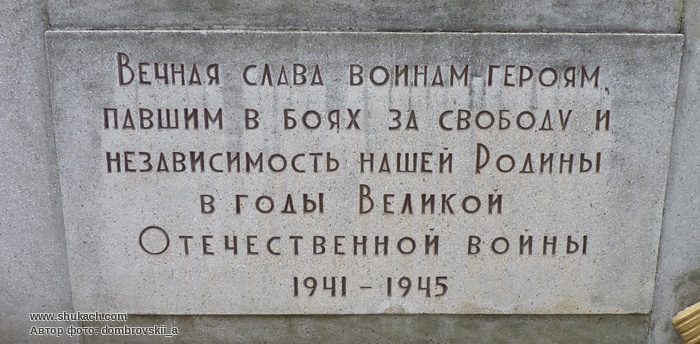 Вечная слава воинам-героям,
павшим в боях за свободу и
независимость нашей Родины
в годы Великой
Отечественной войны
1941 – 1945
www.shukach.com
Автор фото: dombrovskii_a